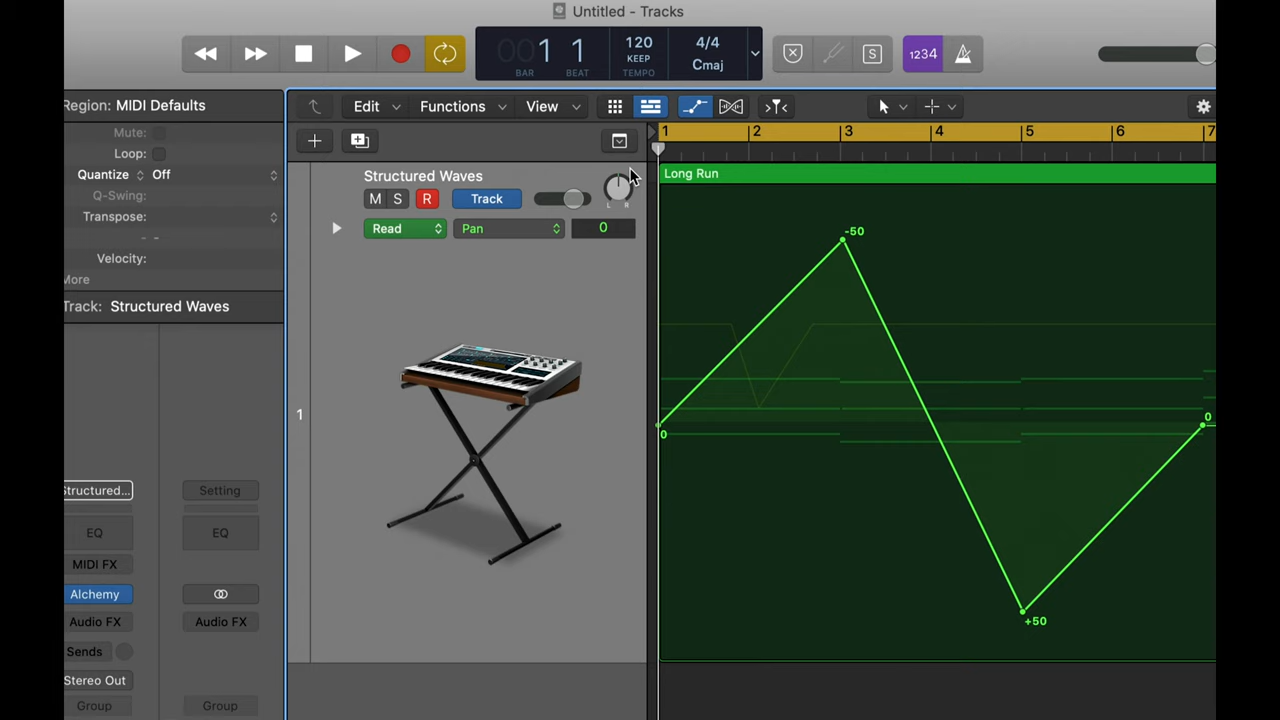 Untitled - Tracks
001 1
BAR BEAT
120
KEEP
TEMPO
4/4
Cmaj
S
1234
Region: MIDI Defaults
Mute:
Loop:
Quantize Off
Q-Swing:
Transpose:
- -
Velocity:
More
Track: Structured Waves
Edit Functions View
1 2 3 4 5 6 7
Structured Waves
M S R Track
L R
Read Pan 0
1
Long Run
-50
0
0
+50
Structured... Setting
EQ EQ
MIDI FX
Alchemy
Audio FX Audio FX
Sends
Stereo Out
Group Group